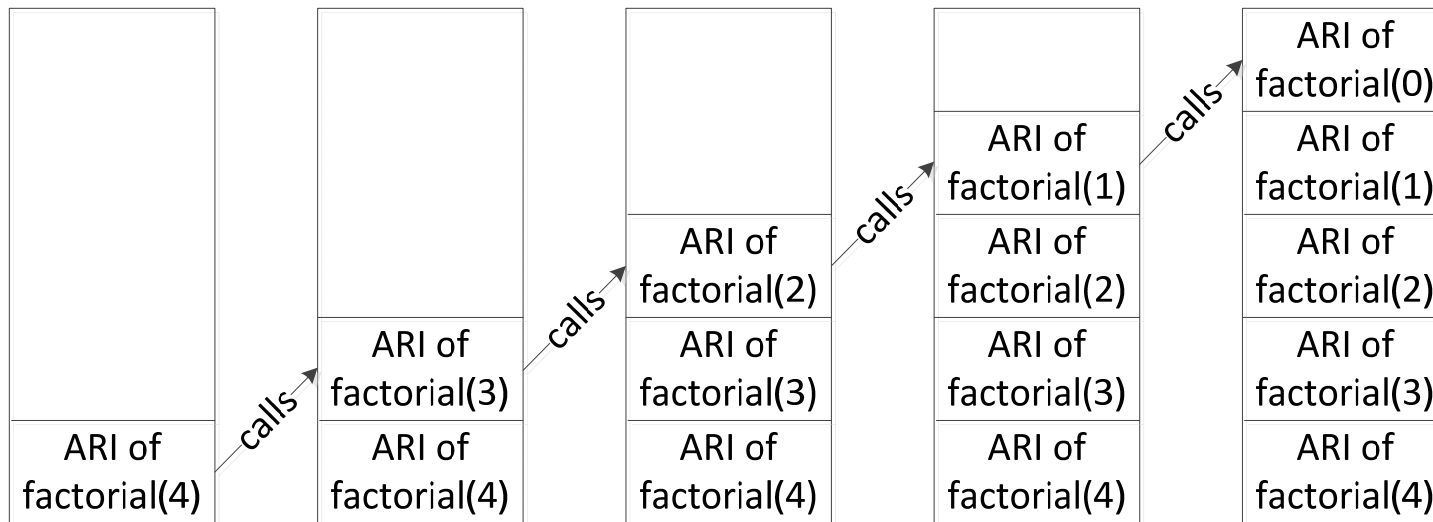 ARI of
factorial(4)
calls
ARI of
factorial(3)
ARI of
factorial(4)
calls
ARI of
factorial(2)
ARI of
factorial(3)
ARI of
factorial(4)
calls
ARI of
factorial(1)
ARI of
factorial(2)
ARI of
factorial(3)
ARI of
factorial(4)
calls
ARI of
factorial(0)
ARI of
factorial(1)
ARI of
factorial(2)
ARI of
factorial(3)
ARI of
factorial(4)